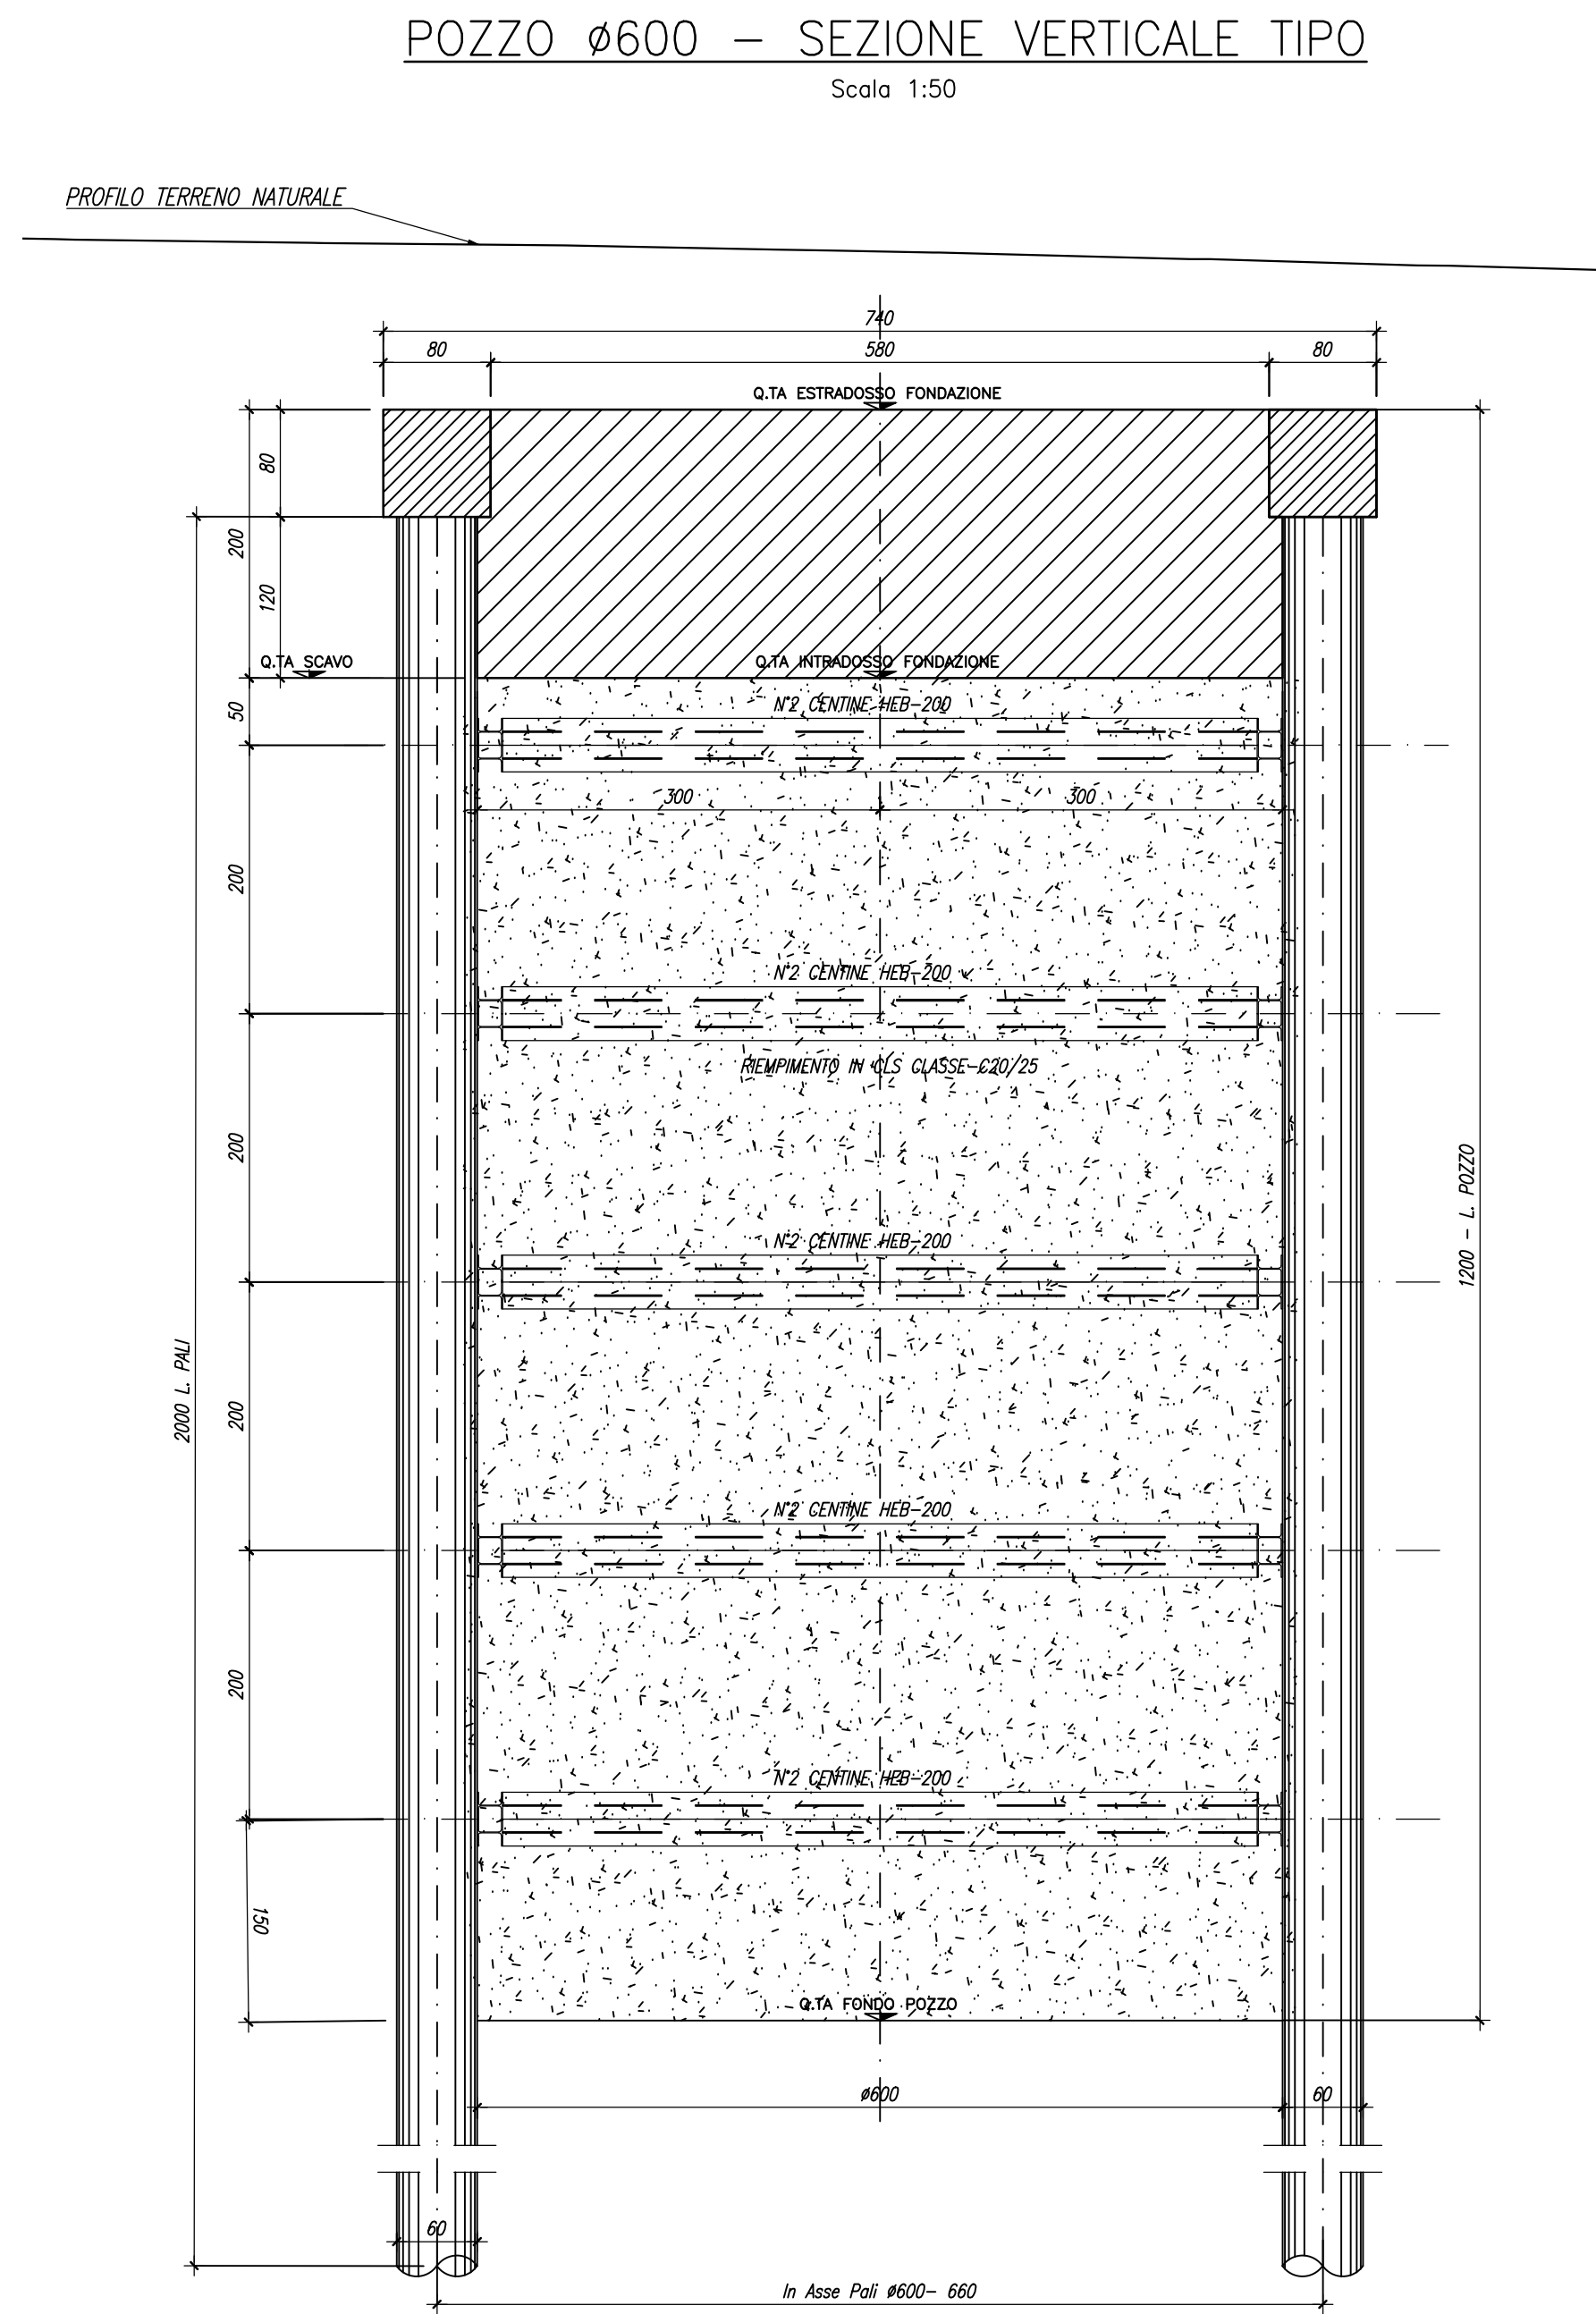 POZZO ø600 – SEZIONE VERTICALE TIPO
Scala 1:50
PROFILO TERRENO NATURALE
740
80 580 80
Q.TA ESTRADOSSO FONDAZIONE
80
200
120
Q.TA SCAVO
Q.TA INTRADOSSO FONDAZIONE
50
N°2 CENTINE HEB-200
300 300
200
N°2 CENTINE HEB-200
RIEMPIMENTO IN CLS CLASSE-C20/25
200
1200 - L. POZZO
N°2 CENTINE HEB-200
2000 L. PALI
200
N°2 CENTINE HEB-200
200
N°2 CENTINE HEB-200
150
Q.TA FONDO POZZO
ø600 60
60
In Asse Pali ø600- 660